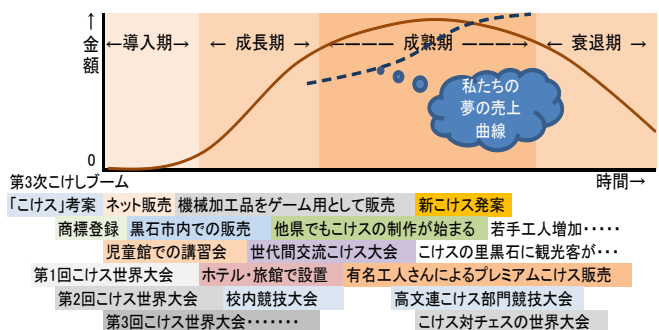 ↑
金
額
0
←導入期→ ← 成長期 → ←―――― 成熟期 ――――→ ← 衰退期 →
私たちの
夢の売上
曲線
第3次こけしブーム 時間→
「こけス」考案 ネット販売 機械加工品をゲーム用として販売 新こけス発案
商標登録 黒石市内での販売 他県でもこけスの制作が始まる 若手工人増加・・・・・
児童館での講習会 世代間交流こけス大会 こけスの里黒石に観光客が・・・
第1回こけス世界大会 ホテル・旅館で設置 有名工人さんによるプレミアムこけス販売
第2回こけス世界大会 校内競技大会 高文連こけス部門競技大会
第3回こけス世界大会・・・・・・・ こけス対チェスの世界大会